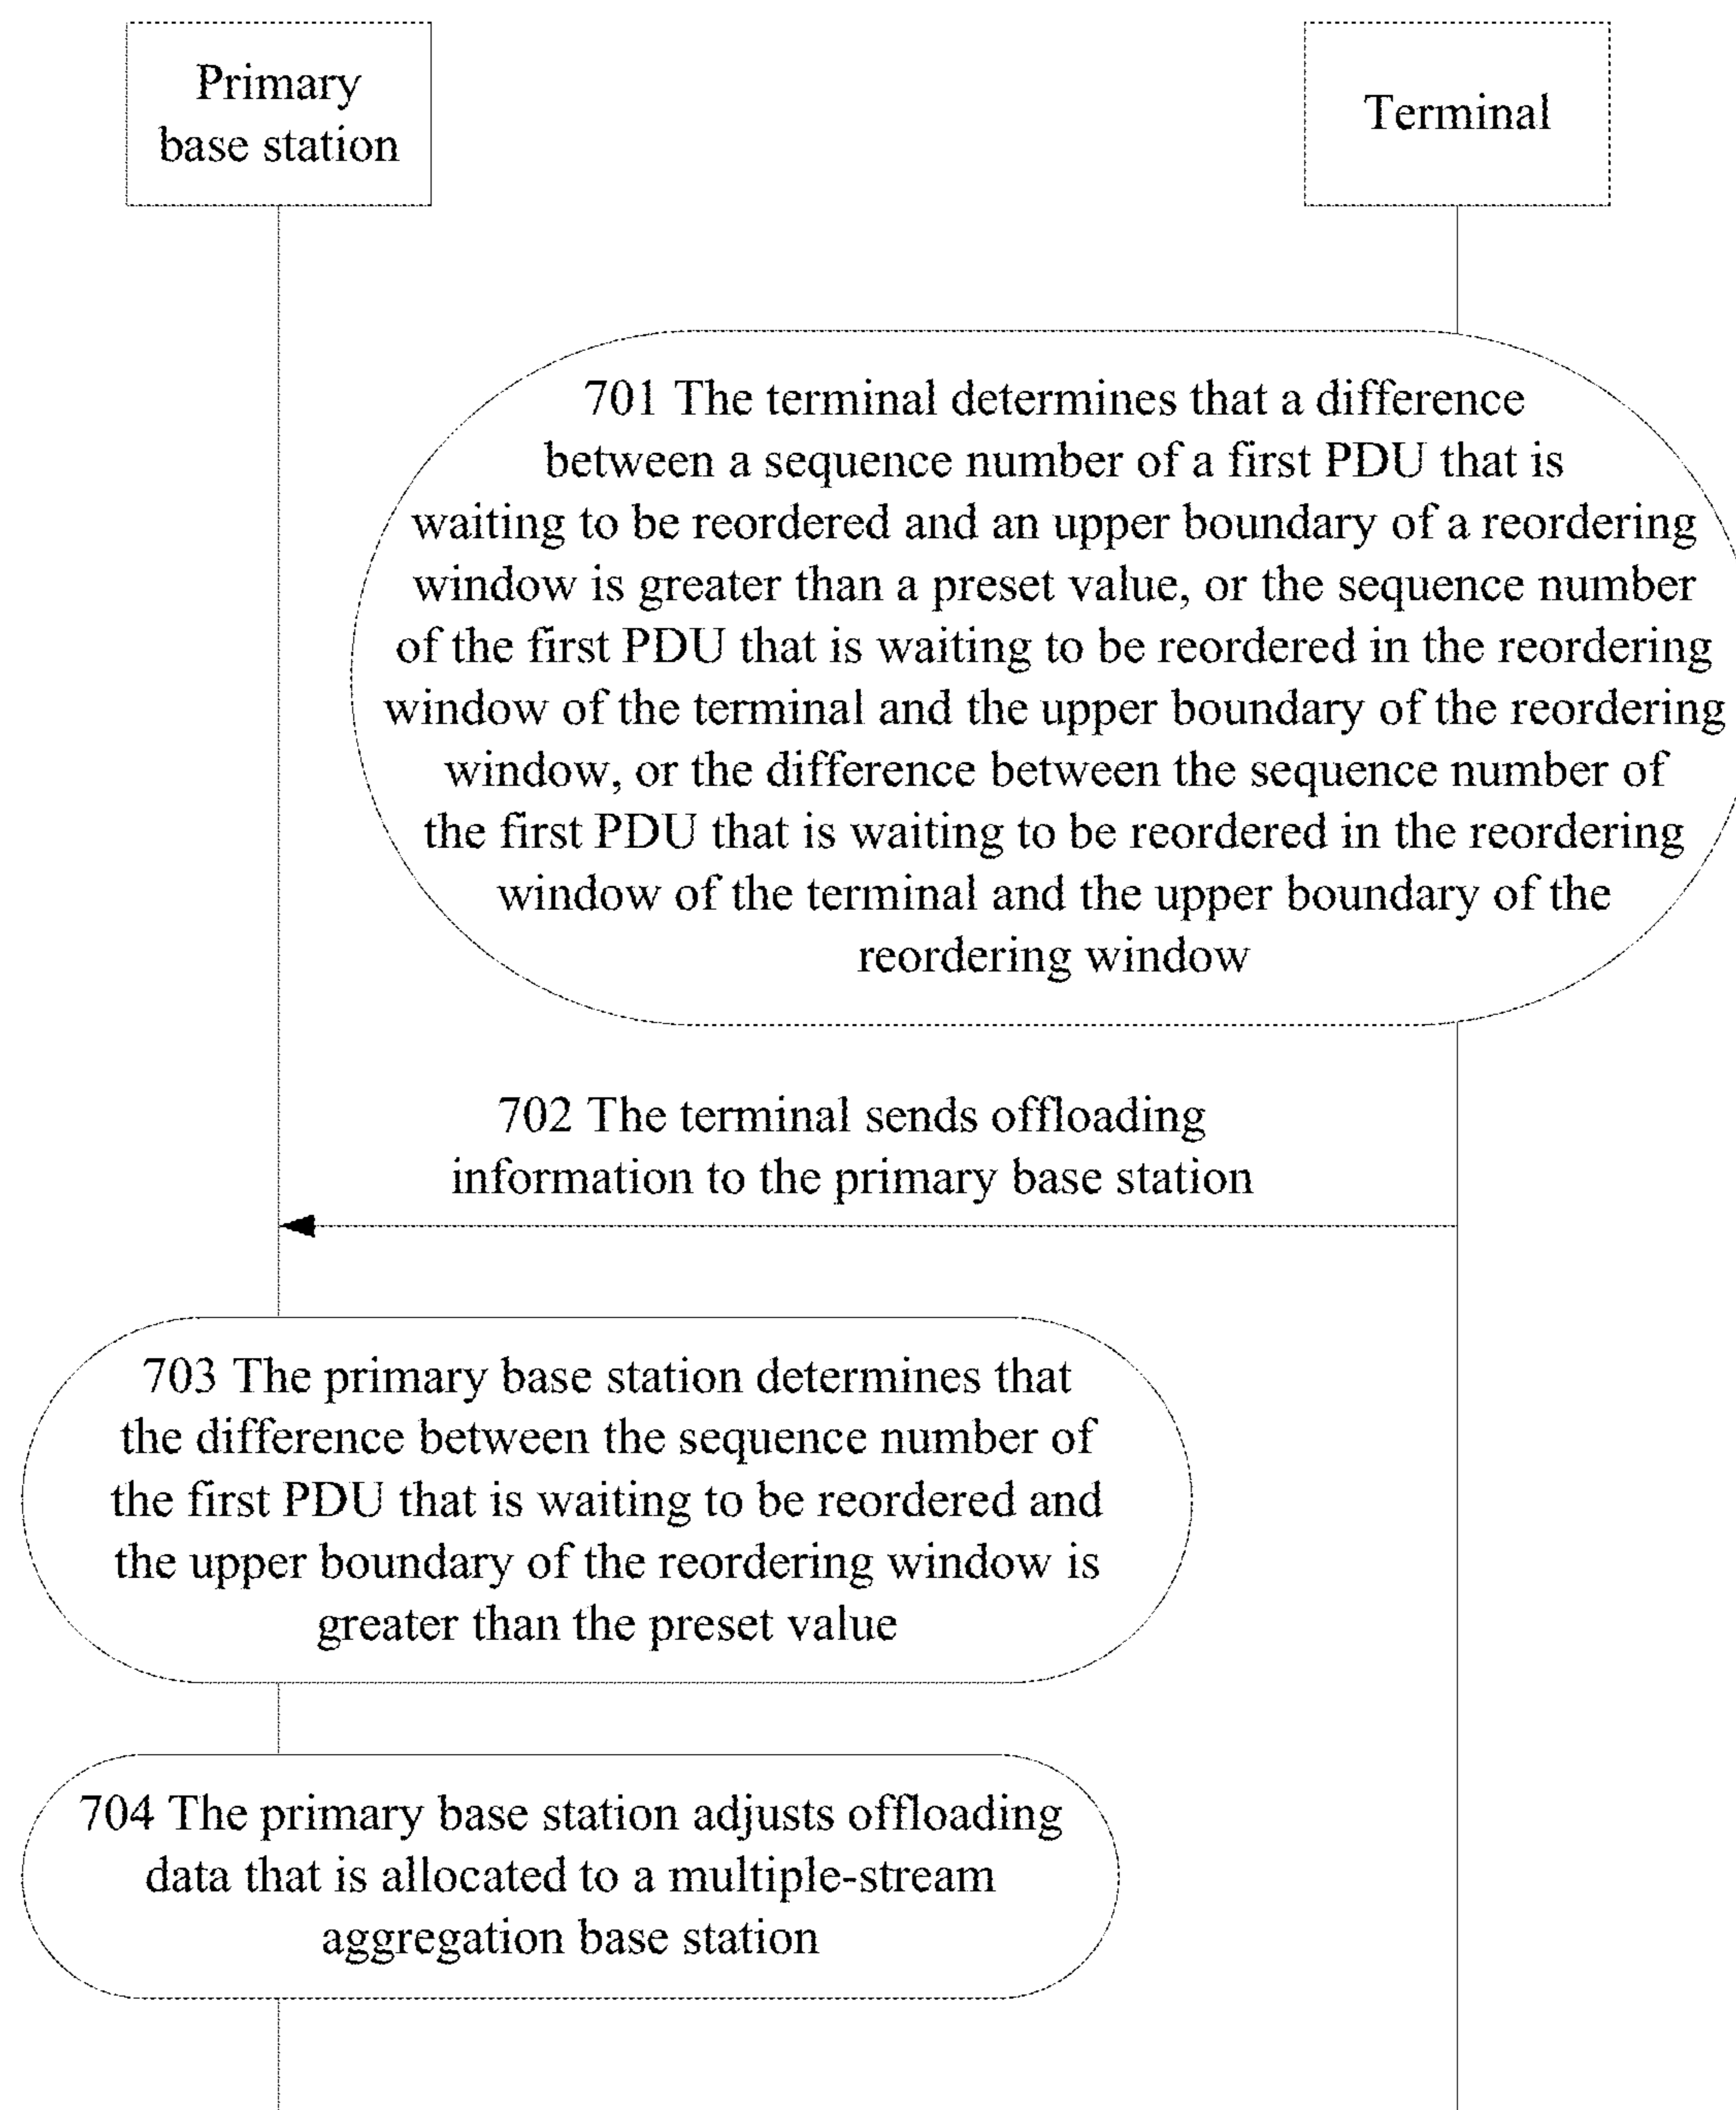 Primary
base station
Terminal
701 The terminal determines that a difference
between a sequence number of a first PDU that is
waiting to be reordered and an upper boundary of a reordering
window is greater than a preset value, or the sequence number
of the first PDU that is waiting to be reordered in the reordering
window of the terminal and the upper boundary of the reordering
window, or the difference between the sequence number of
the first PDU that is waiting to be reordered in the reordering
window of the terminal and the upper boundary of the
reordering window
702 The terminal sends offloading
information to the primary base station
703 The primary base station determines that
the difference between the sequence number of
the first PDU that is waiting to be reordered and
the upper boundary of the reordering window is
greater than the preset value
704 The primary base station adjusts offloading
data that is allocated to a multiple-stream
aggregation base station